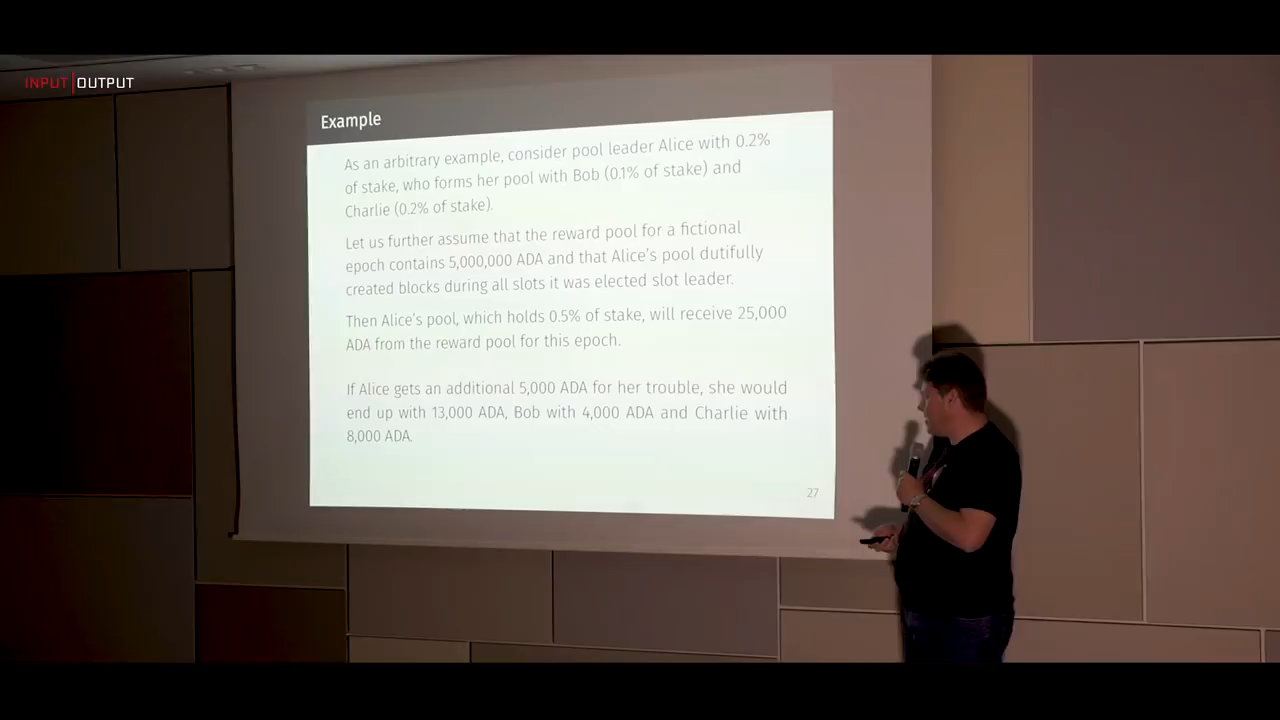 INPUT|OUTPUT
Example
As an arbitrary example, consider pool leader Alice with 0.2%
of stake, who forms her pool with Bob (0.1% of stake) and
Charlie (0.2% of stake).
Let us further assume that the reward pool for a fictional
epoch contains 5,000,000 ADA and that Alice's pool dutifully
created blocks during all slots it was elected slot leader.
Then Alice's pool, which holds 0.5% of stake, will receive 25,000
ADA from the reward pool for this epoch.
If Alice gets an additional 5,000 ADA for her trouble, she would
end up with 13,000 ADA, Bob with 4,000 ADA and Charlie with
8,000 ADA.
27